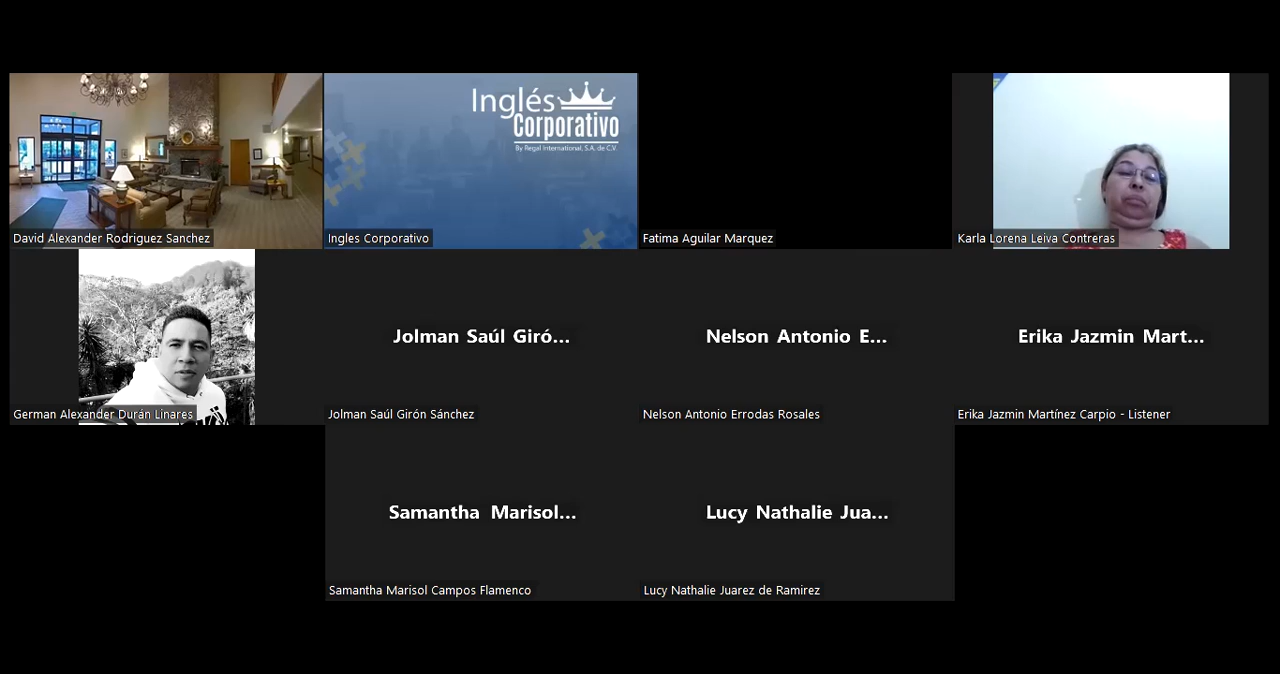 Inglés
Corporativo
By Regal International, S.A. de C.V.
David Alexander Rodriguez Sanchez
Ingles Corporativo
Fatima Aguilar Marquez
Karla Lorena Leiva Contreras
Jolman Saúl Giró...
Nelson Antonio E...
Erika Jazmin Mart...
German Alexander Durán Linares
Jolman Saúl Girón Sánchez
Nelson Antonio Errodas Rosales
Erika Jazmin Martínez Carpio - Listener
Samantha Marisol...
Lucy Nathalie Jua...
Samantha Marisol Campos Flamenco
Lucy Nathalie Juarez de Ramirez